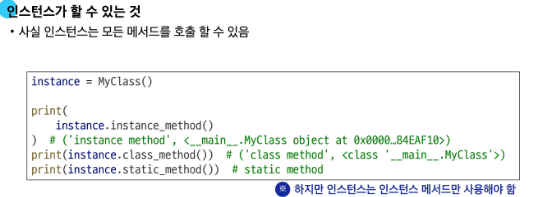 인스턴스가 할 수 있는 것
• 사실 인스턴스는 모든 메서드를 호출 할 수 있음
instance = MyClass()
print(
    instance.instance_method()
)  # ('instance method', <__main__.MyClass object at 0x0000…84EAF10>)
print(instance.class_method())  # ('class method', <class '__main__.MyClass'>)
print(instance.static_method())  # static method
※ 하지만 인스턴스는 인스턴스 메서드만 사용해야 함